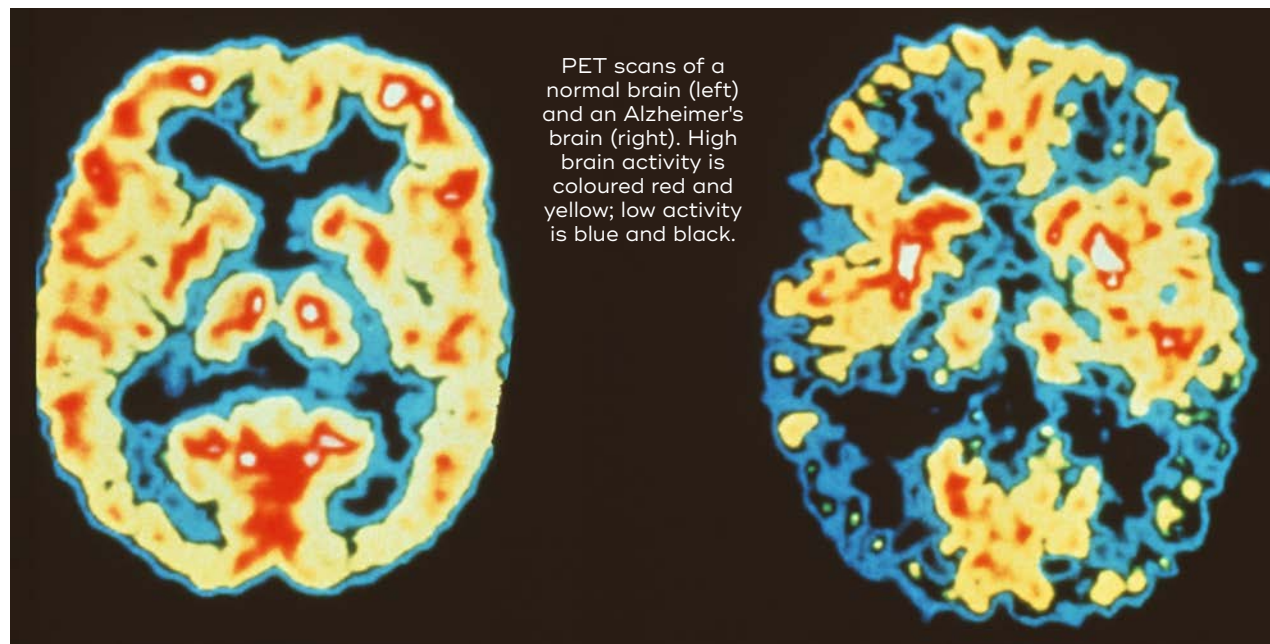 PET scans of a
normal brain (left)
and an Alzheimer's
brain (right). High
brain activity is
coloured red and
yellow; low activity
is blue and black.